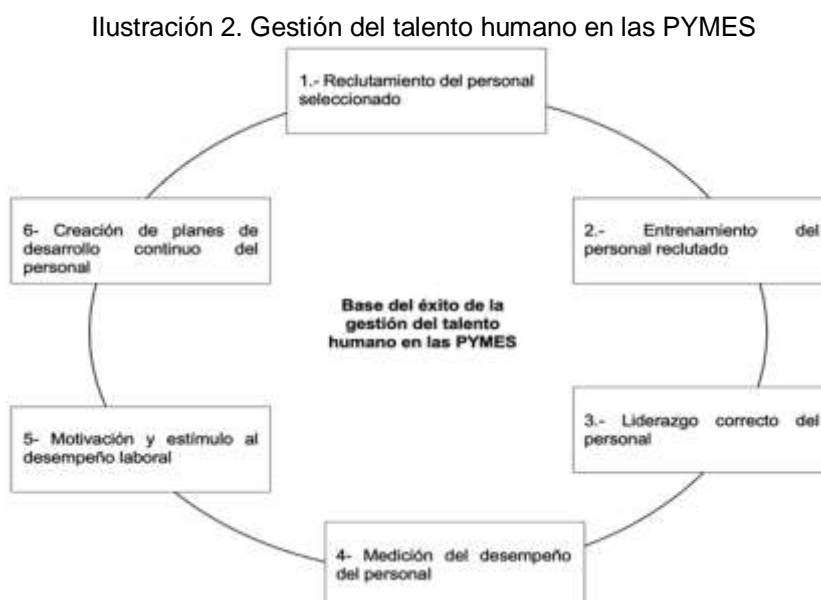 Ilustración 2. Gestión del talento humano en las PYMES
1.- Reclutamiento del personal
seleccionado
2.- Entrenamiento del
personal reclutado
3.- Liderazgo correcto del
personal
4- Medición del desempeño
del personal
5- Motivación y estímulo al
desempeño laboral
6- Creación de planes de
desarrollo continuo del
personal
Base del éxito de la
gestión del talento
humano en las PYMES